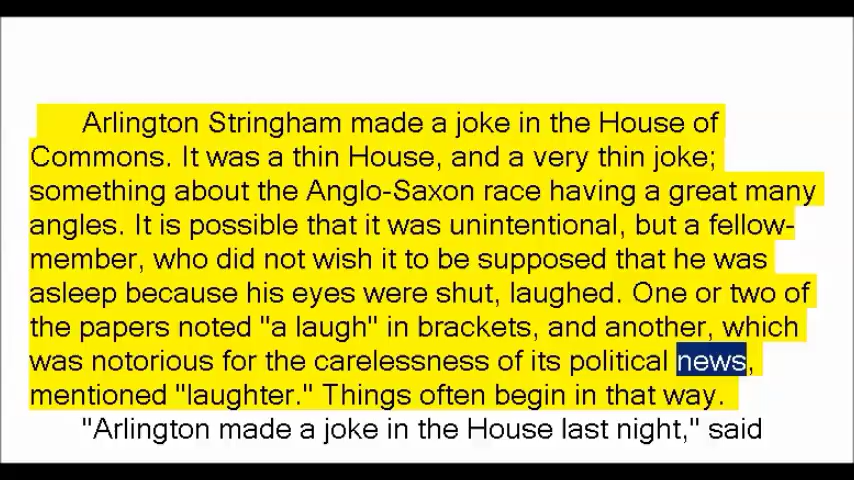 Arlington Stringham made a joke in the House of
Commons. It was a thin House, and a very thin joke;
something about the Anglo-Saxon race having a great many
angles. It is possible that it was unintentional, but a fellow-
member, who did not wish it to be supposed that he was
asleep because his eyes were shut, laughed. One or two of
the papers noted "a laugh" in brackets, and another, which
was notorious for the carelessness of its political news,
mentioned "laughter." Things often begin in that way.
"Arlington made a joke in the House last night," said